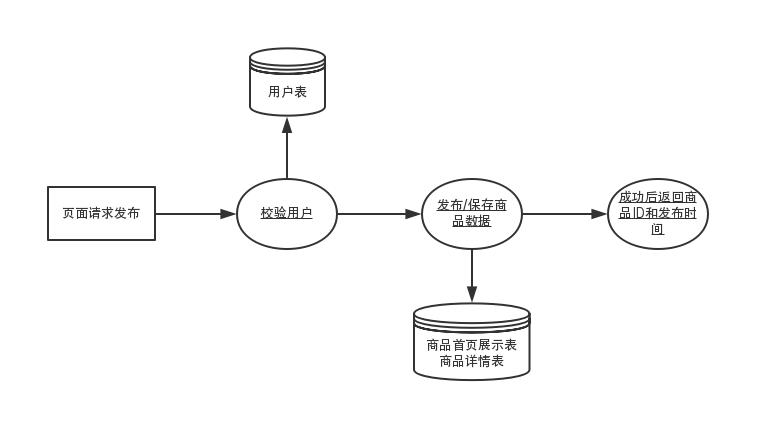 用户表
页面请求发布
校验用户
发布/保存商
品数据
成功后返回商
品ID和发布时
间
商品首页展示表
商品详情表